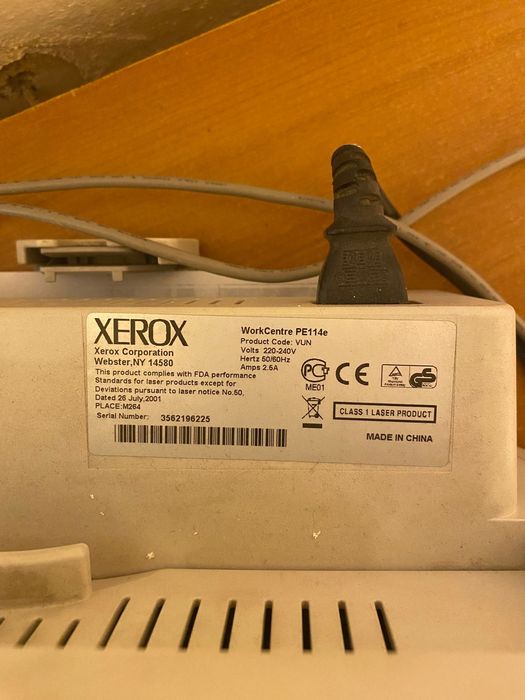 XEROX
Xerox Corporation
Webster,NY 14580
This product complies with FDA performance
Standards for laser products except for
Deviations pursuant to laser notice No.50,
Dated 26 July,2001
PLACE:M264
Serial Number: 3562196225
WorkCentre PE114e
Product Code: VUN
Volts 220-240V
Hertz 50/60Hz
Amps 2.5A
ME01
CE
GS
CLASS 1 LASER PRODUCT
MADE IN CHINA